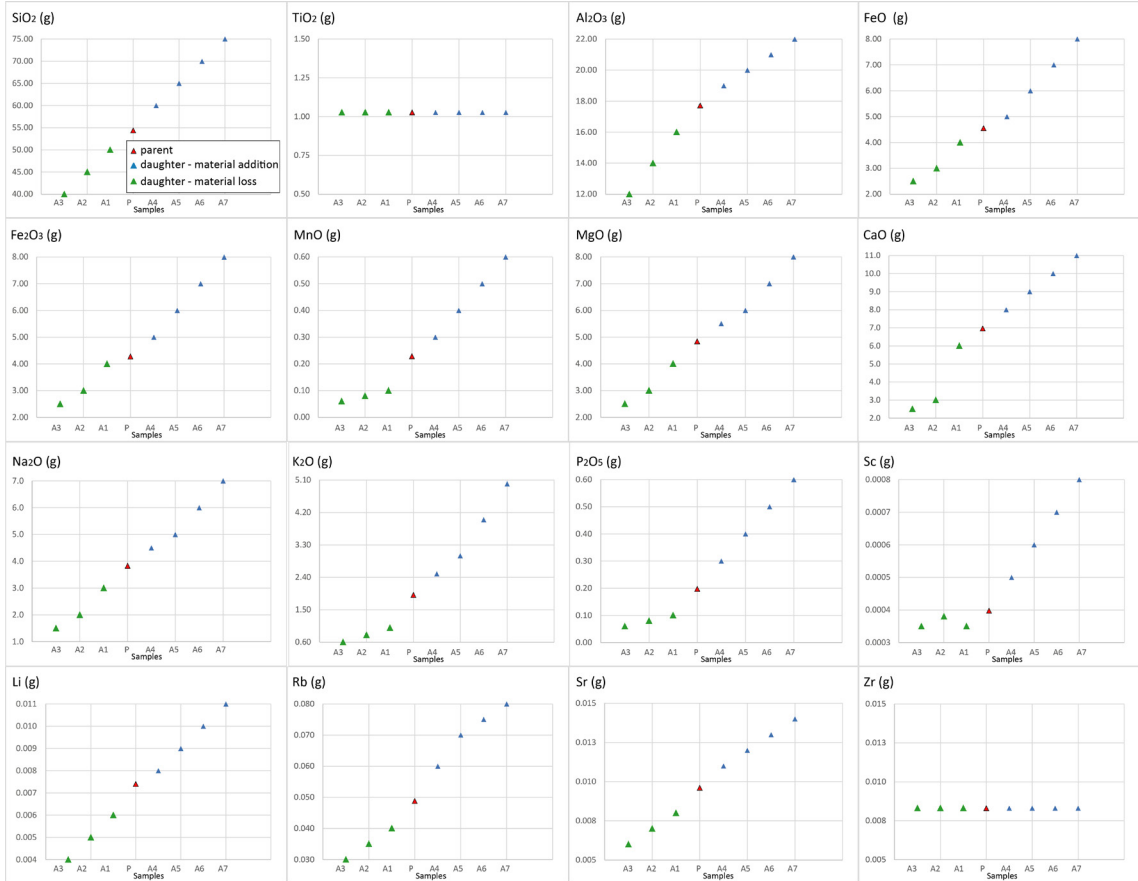 SiO₂ (g)
75.00
70.00
65.00
60.00
55.00
50.00
45.00
40.00
parent
daughter - material addition
daughter - material loss
A3 A2 A1 P A4 A5 A6 A7
Samples
TiO₂ (g)
1.50
1.25
1.00
0.75
0.50
A3 A2 A1 P A4 A5 A6 A7
Samples
Al₂O₃ (g)
22.00
20.00
18.00
16.00
14.00
12.00
A3 A2 A1 P A4 A5 A6 A7
Samples
FeO (g)
8.00
7.00
6.00
5.00
4.00
3.00
2.00
A3 A2 A1 P A4 A5 A6 A7
Samples
Fe₂O₃ (g)
8.00
7.00
6.00
5.00
4.00
3.00
2.00
A3 A2 A1 P A4 A5 A6 A7
Samples
MnO (g)
0.60
0.50
0.40
0.30
0.20
0.10
0.00
A3 A2 A1 P A4 A5 A6 A7
Samples
MgO (g)
8.00
7.00
6.00
5.00
4.00
3.00
2.00
A3 A2 A1 P A4 A5 A6 A7
Samples
CaO (g)
11.0
10.0
9.0
8.0
7.0
6.0
5.0
4.0
3.0
2.0
A3 A2 A1 P A4 A5 A6 A7
Samples
Na₂O (g)
7.0
6.0
5.0
4.0
3.0
2.0
1.0
A3 A2 A1 P A4 A5 A6 A7
Samples
K₂O (g)
5.10
4.20
3.30
2.40
1.50
0.60
A3 A2 A1 P A4 A5 A6 A7
Samples
P₂O₅ (g)
0.60
0.50
0.40
0.30
0.20
0.10
0.00
A3 A2 A1 P A4 A5 A6 A7
Samples
Sc (g)
0.0008
0.0007
0.0006
0.0005
0.0004
0.0003
A3 A2 A1 P A4 A5 A6 A7
Samples
Li (g)
0.011
0.010
0.009
0.008
0.007
0.006
0.005
0.004
A3 A2 A1 P A4 A5 A6 A7
Samples
Rb (g)
0.080
0.070
0.060
0.050
0.040
0.030
A3 A2 A1 P A4 A5 A6 A7
Samples
Sr (g)
0.015
0.013
0.010
0.008
0.005
A3 A2 A1 P A4 A5 A6 A7
Samples
Zr (g)
0.015
0.013
0.010
0.008
0.005
A3 A2 A1 P A4 A5 A6 A7
Samples